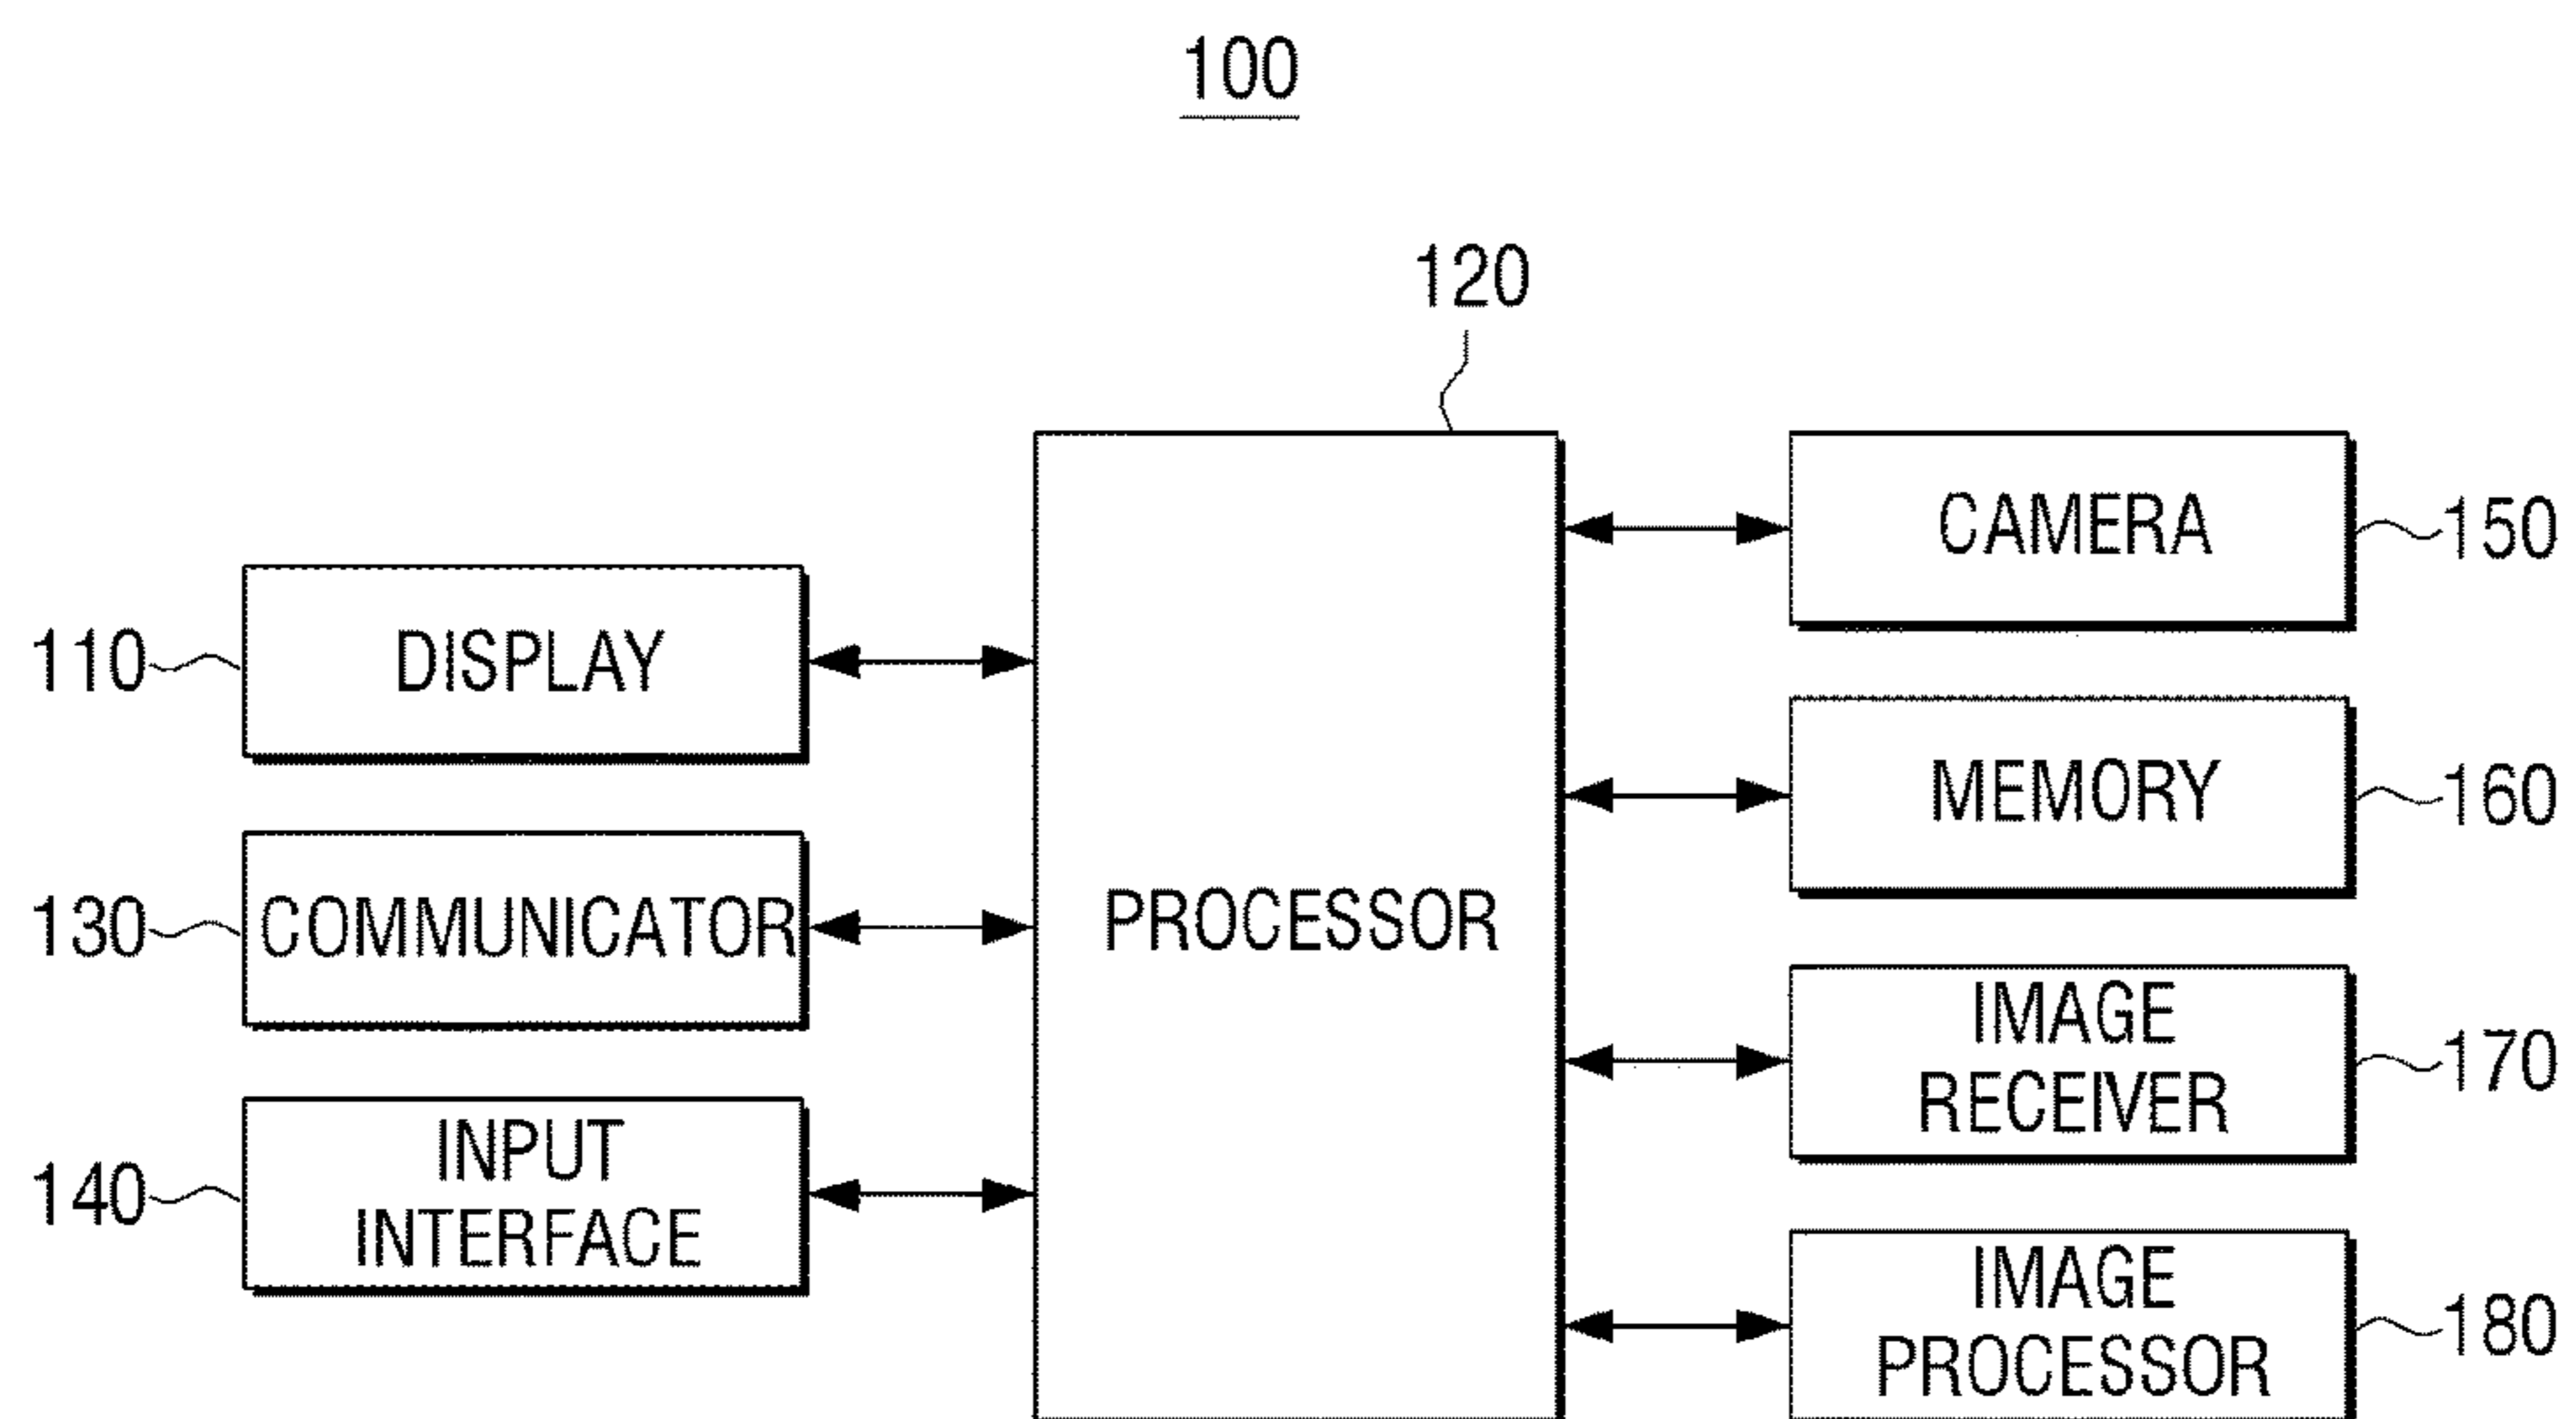 100
120
110
DISPLAY
130
COMMUNICATOR
140
INPUT
INTERFACE
PROCESSOR
CAMERA
150
MEMORY
160
IMAGE
RECEIVER
170
IMAGE
PROCESSOR
180